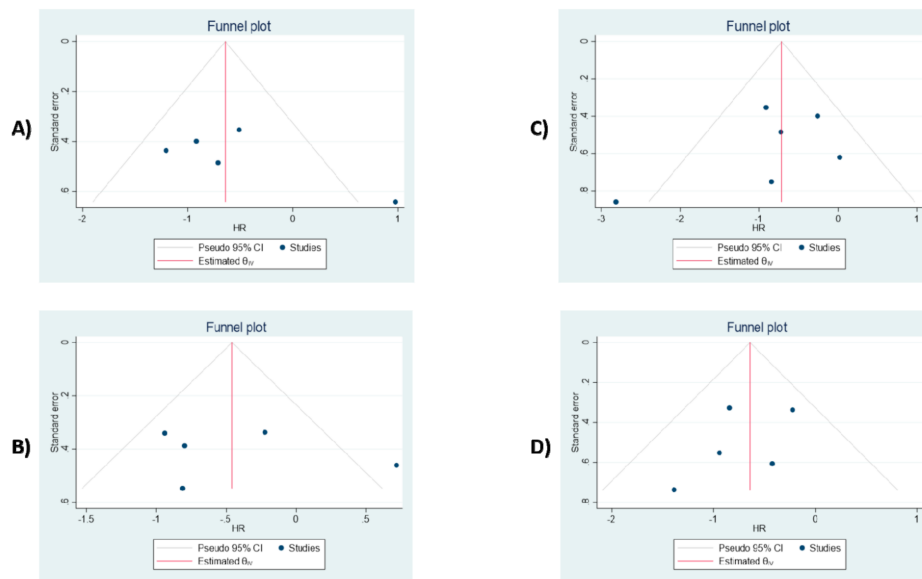 A)
Funnel plot
Standard error
0
.2
.4
.6
-2
-1
0
1
HR
Pseudo 95% CI
Studies
Estimated θIV
C)
Funnel plot
Standard error
0
.2
.4
.6
.8
-3
-2
-1
0
1
HR
Pseudo 95% CI
Studies
Estimated θIV
B)
Funnel plot
Standard error
0
.2
.4
.6
-1.5
-1
-.5
0
.5
HR
Pseudo 95% CI
Studies
Estimated θIV
D)
Funnel plot
Standard error
0
.2
.4
.6
.8
-2
-1
0
1
HR
Pseudo 95% CI
Studies
Estimated θIV